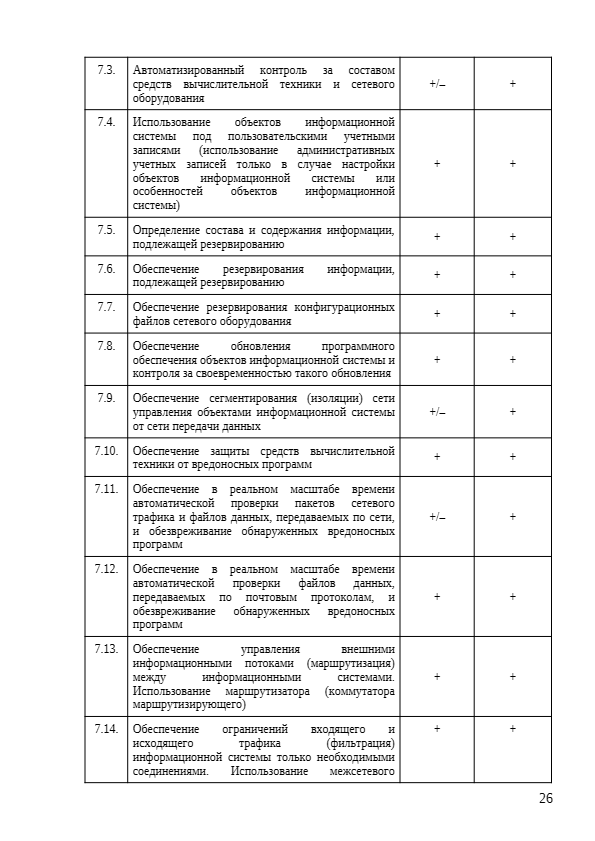 7.3. Автоматизированный контроль за составом
средств вычислительной техники и сетевого
оборудования
+/–
+
7.4. Использование объектов информационной
системы под пользовательскими учетными
записями (использование административных
учетных записей только в случае настройки
объектов информационной системы или
особенностей объектов информационной
системы)
+
+
7.5. Определение состава и содержания информации,
подлежащей резервированию
+
+
7.6. Обеспечение резервирования информации,
подлежащей резервированию
+
+
7.7. Обеспечение резервирования конфигурационных
файлов сетевого оборудования
+
+
7.8. Обеспечение обновления программного
обеспечения объектов информационной системы и
контроля за своевременностью такого обновления
+
+
7.9. Обеспечение сегментирования (изоляции) сети
управления объектами информационной системы
от сети передачи данных
+/–
+
7.10. Обеспечение защиты средств вычислительной
техники от вредоносных программ
+
+
7.11. Обеспечение в реальном масштабе времени
автоматической проверки пакетов сетевого
трафика и файлов данных, передаваемых по сети,
и обезвреживание обнаруженных вредоносных
программ
+/–
+
7.12. Обеспечение в реальном масштабе времени
автоматической проверки файлов данных,
передаваемых по почтовым протоколам, и
обезвреживание обнаруженных вредоносных
программ
+
+
7.13. Обеспечение управления внешними
информационными потоками (маршрутизация)
между информационными системами.
Использование маршрутизатора (коммутатора
маршрутизирующего)
+
+
7.14. Обеспечение ограничений входящего и
исходящего трафика (фильтрация)
информационной системы только необходимыми
соединениями. Использование межсетевого
+
+
26